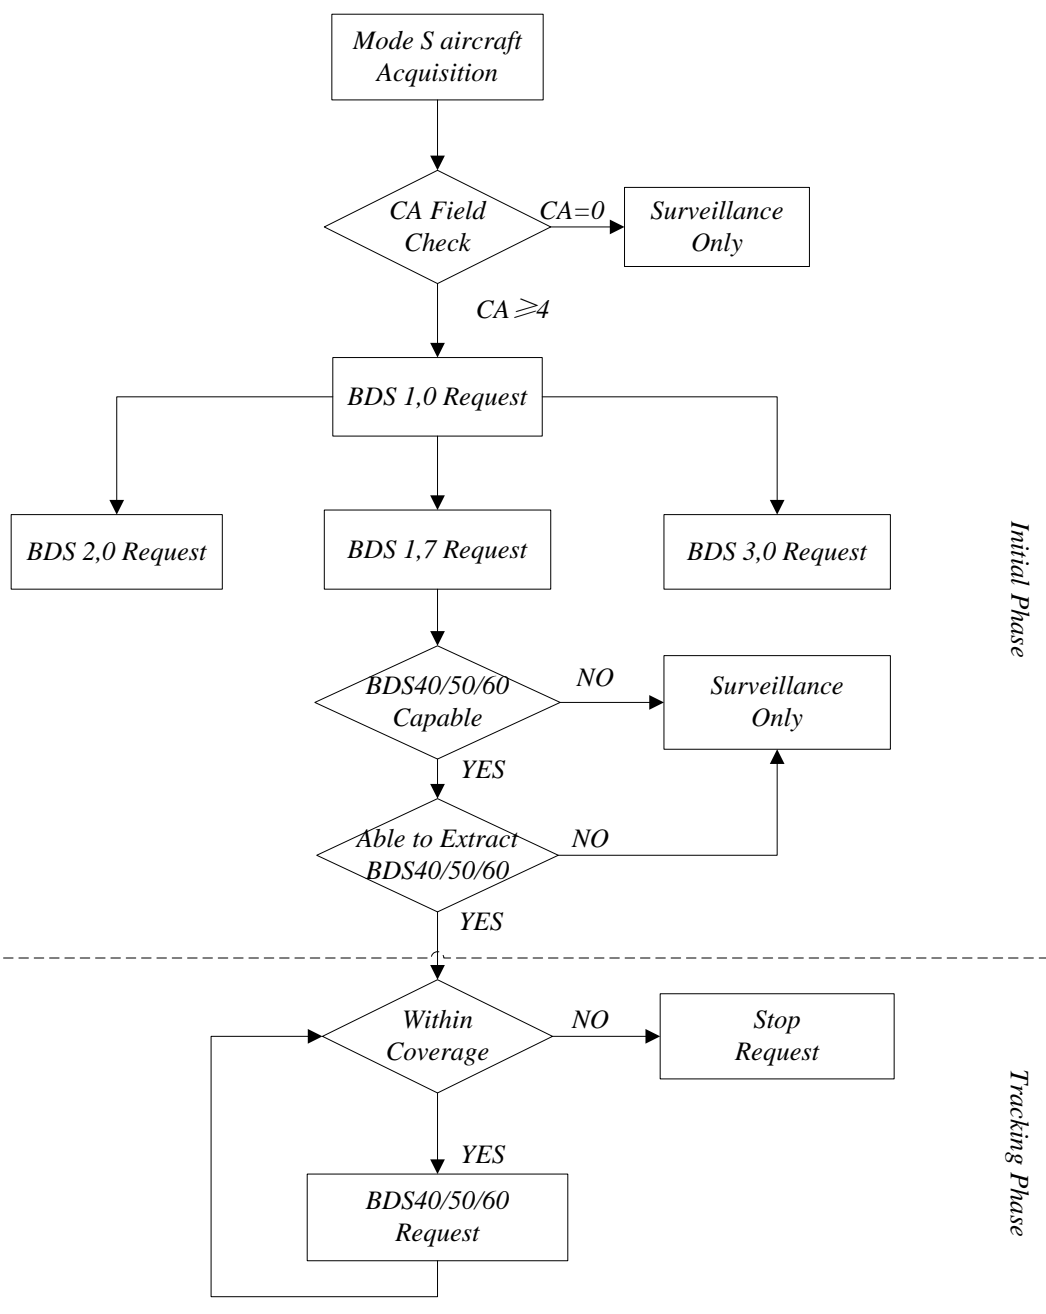 Mode S aircraft
Acquisition
CA Field
Check
CA=0
Surveillance
Only
CA⩾4
BDS 1,0 Request
BDS 2,0 Request
BDS 1,7 Request
BDS 3,0 Request
Initial Phase
BDS40/50/60
Capable
NO
Surveillance
Only
YES
Able to Extract
BDS40/50/60
NO
YES
Within
Coverage
NO
Stop
Request
Tracking Phase
YES
BDS40/50/60
Request